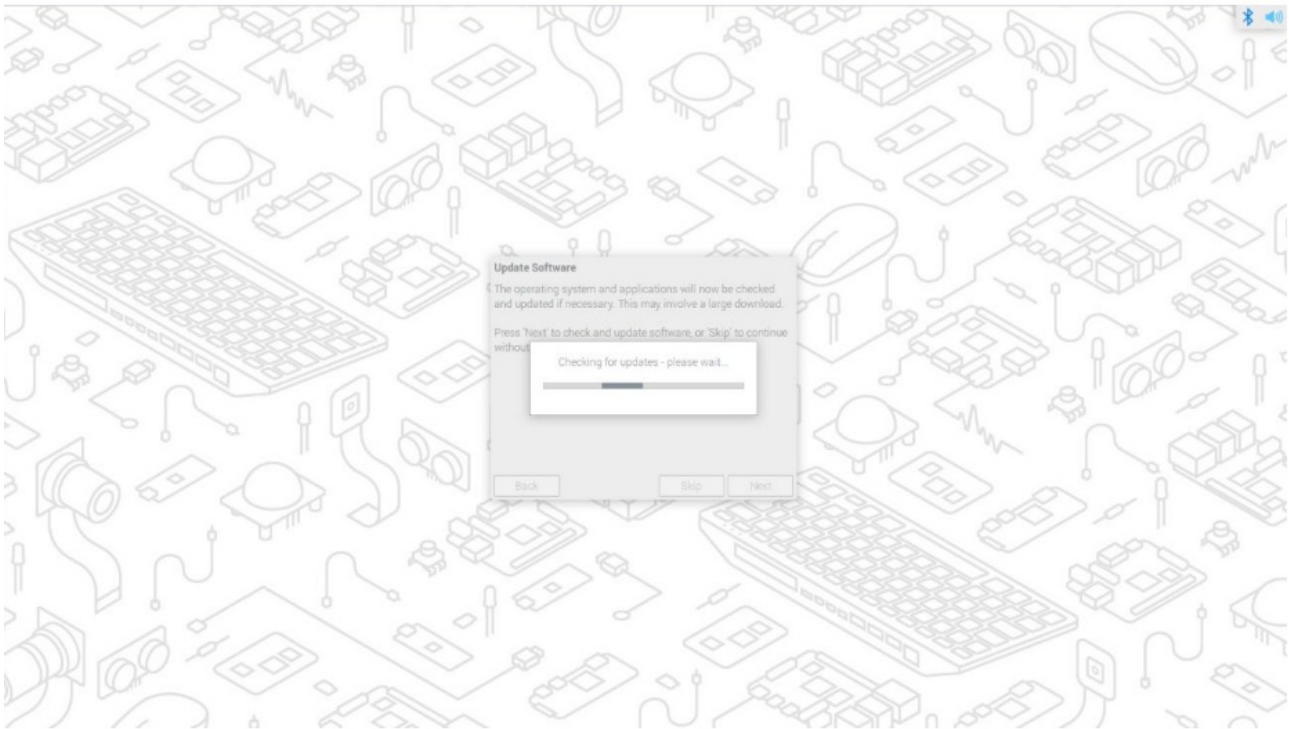 Update Software
The operating system and applications will now be checked
and updated if necessary. This may involve a large download.
Press 'Next' to check and update software, or 'Skip' to continue
without
Checking for updates - please wait...
Back
Skip
Next